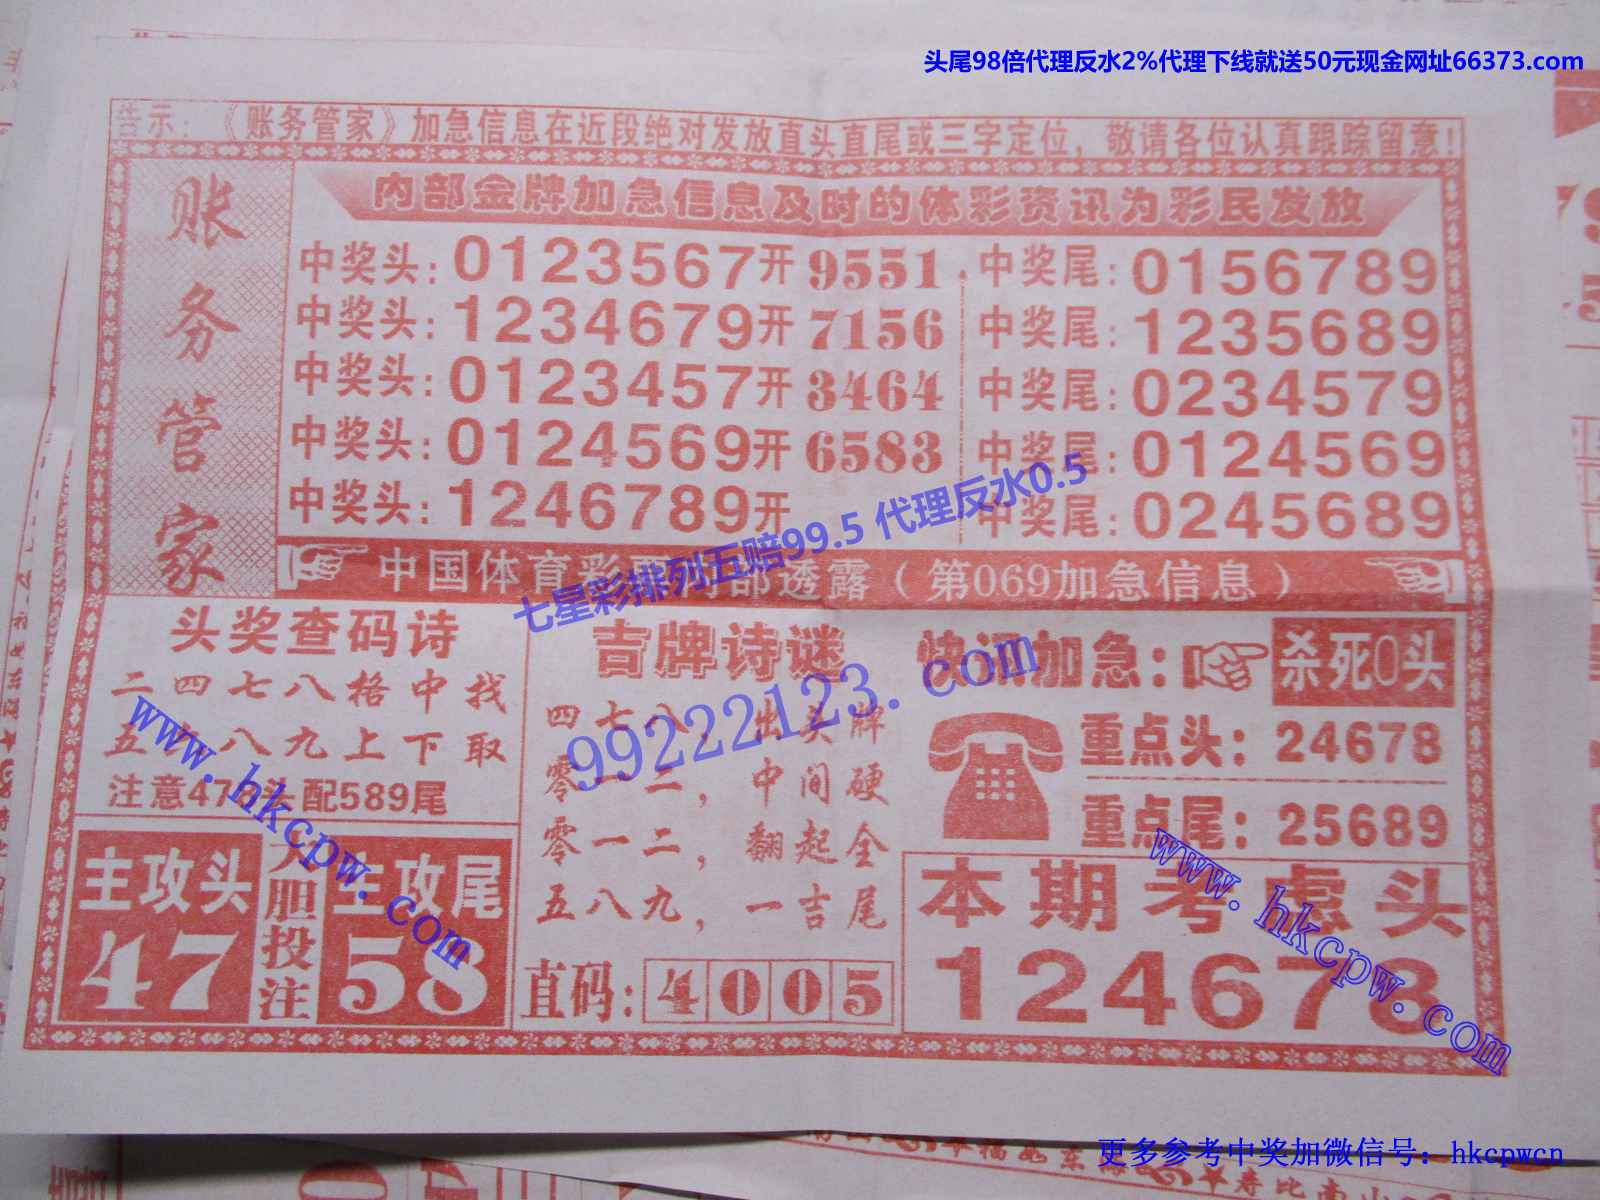 头尾98倍代理反水2%代理下线就送50元现金网址66373.com
告示：《账务管家》加急信息在近段绝对发放直头直尾或三字定位，敬请各位认真跟踪留意！
账务管家
内部金牌加急信息及时的体彩资讯为彩民发放
中奖头：0123567开9551 中奖尾：0156789
中奖头：1234679开7156 中奖尾：1235689
中奖头：0123457开3464 中奖尾：0234579
中奖头：0124569开6583 中奖尾：0124569
中奖头：1246789开 中奖尾：0245689
七星彩排列五赔99.5 代理反水0.5
中国体育彩 部透露（第069加急信息）
头奖查码诗
二四七八格中找
五 八九上下取
注意47 头配589尾
主攻头
47
大胆投注
主攻尾
58
吉牌诗谜
四七八，出头牌
零一二，中间硬
零一二，翻起全
五八九，一吉尾
直码：4005
99222123.com
快讯加急：杀死0头
重点头：24678
重点尾：25689
本期考虑头
124678
www.hkcpw.com
www.hkcpw.com
更多参考中奖加微信号：hkcpwcn